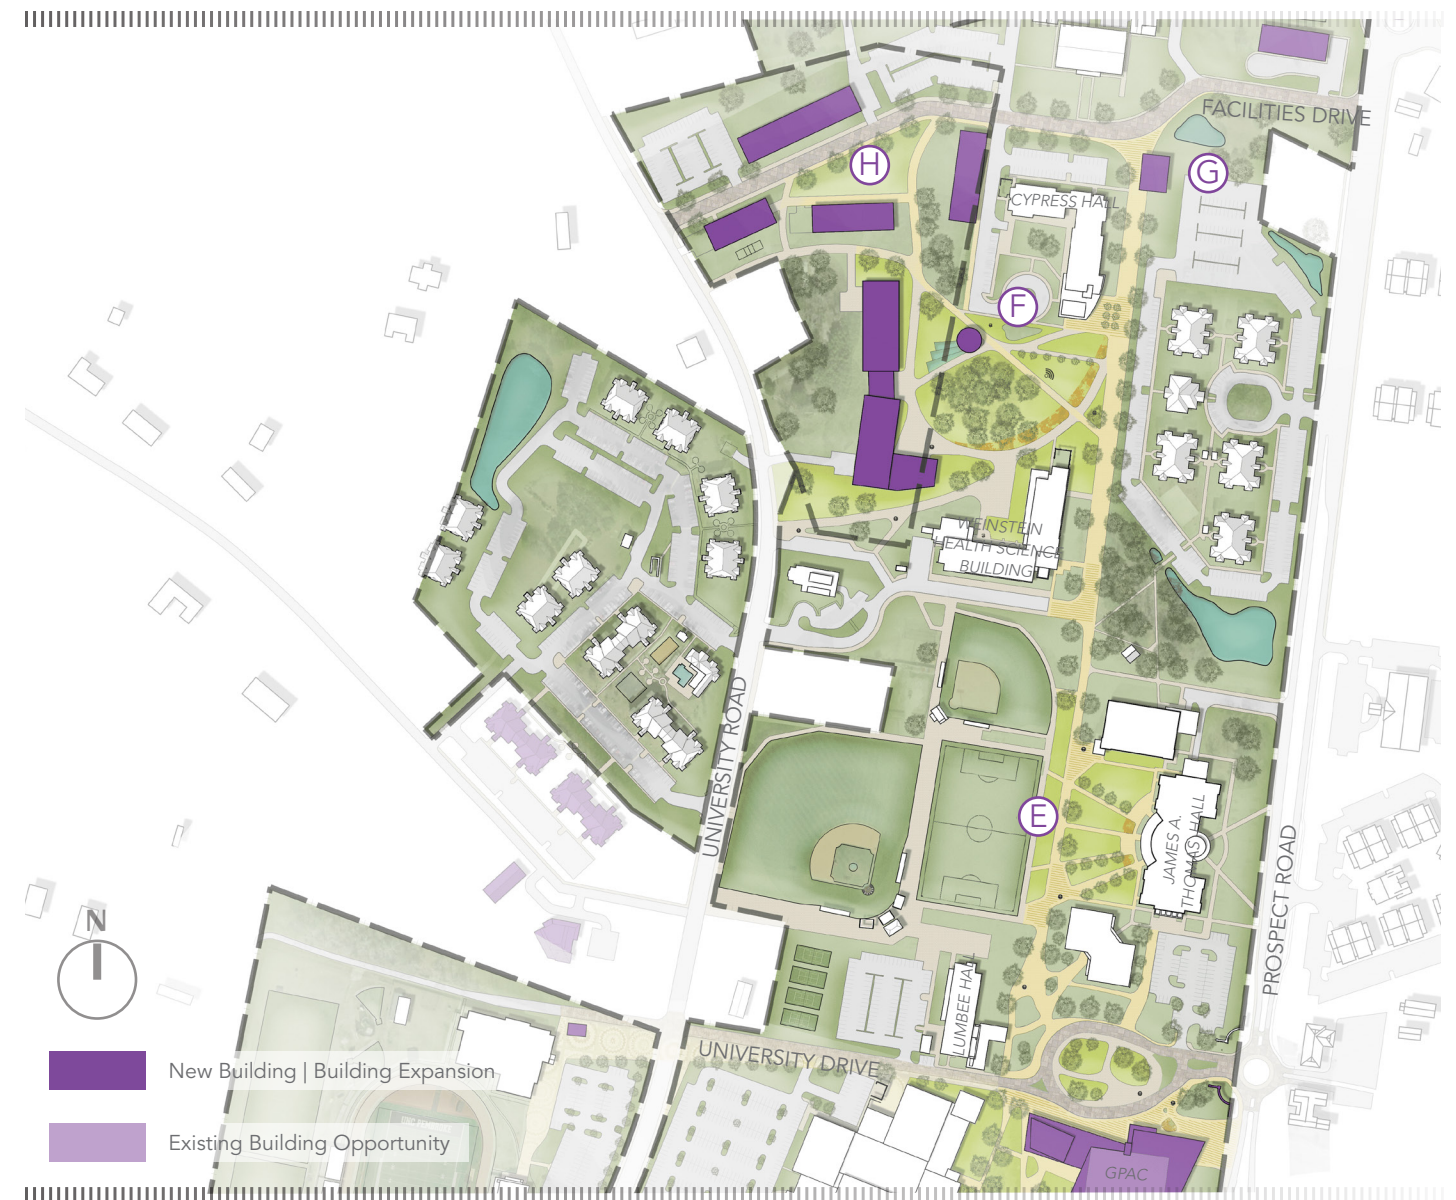 FACILITIES DRIVE
H
G
CYPRESS HALL
F
WEINSTEIN
HEALTH SCIENCE
BUILDING
UNIVERSITY ROAD
E
JAMES A.
THOMAS HALL
PROSPECT ROAD
N
LUMBEE HALL
UNIVERSITY DRIVE
New Building | Building Expansion
Existing Building Opportunity
GPAC